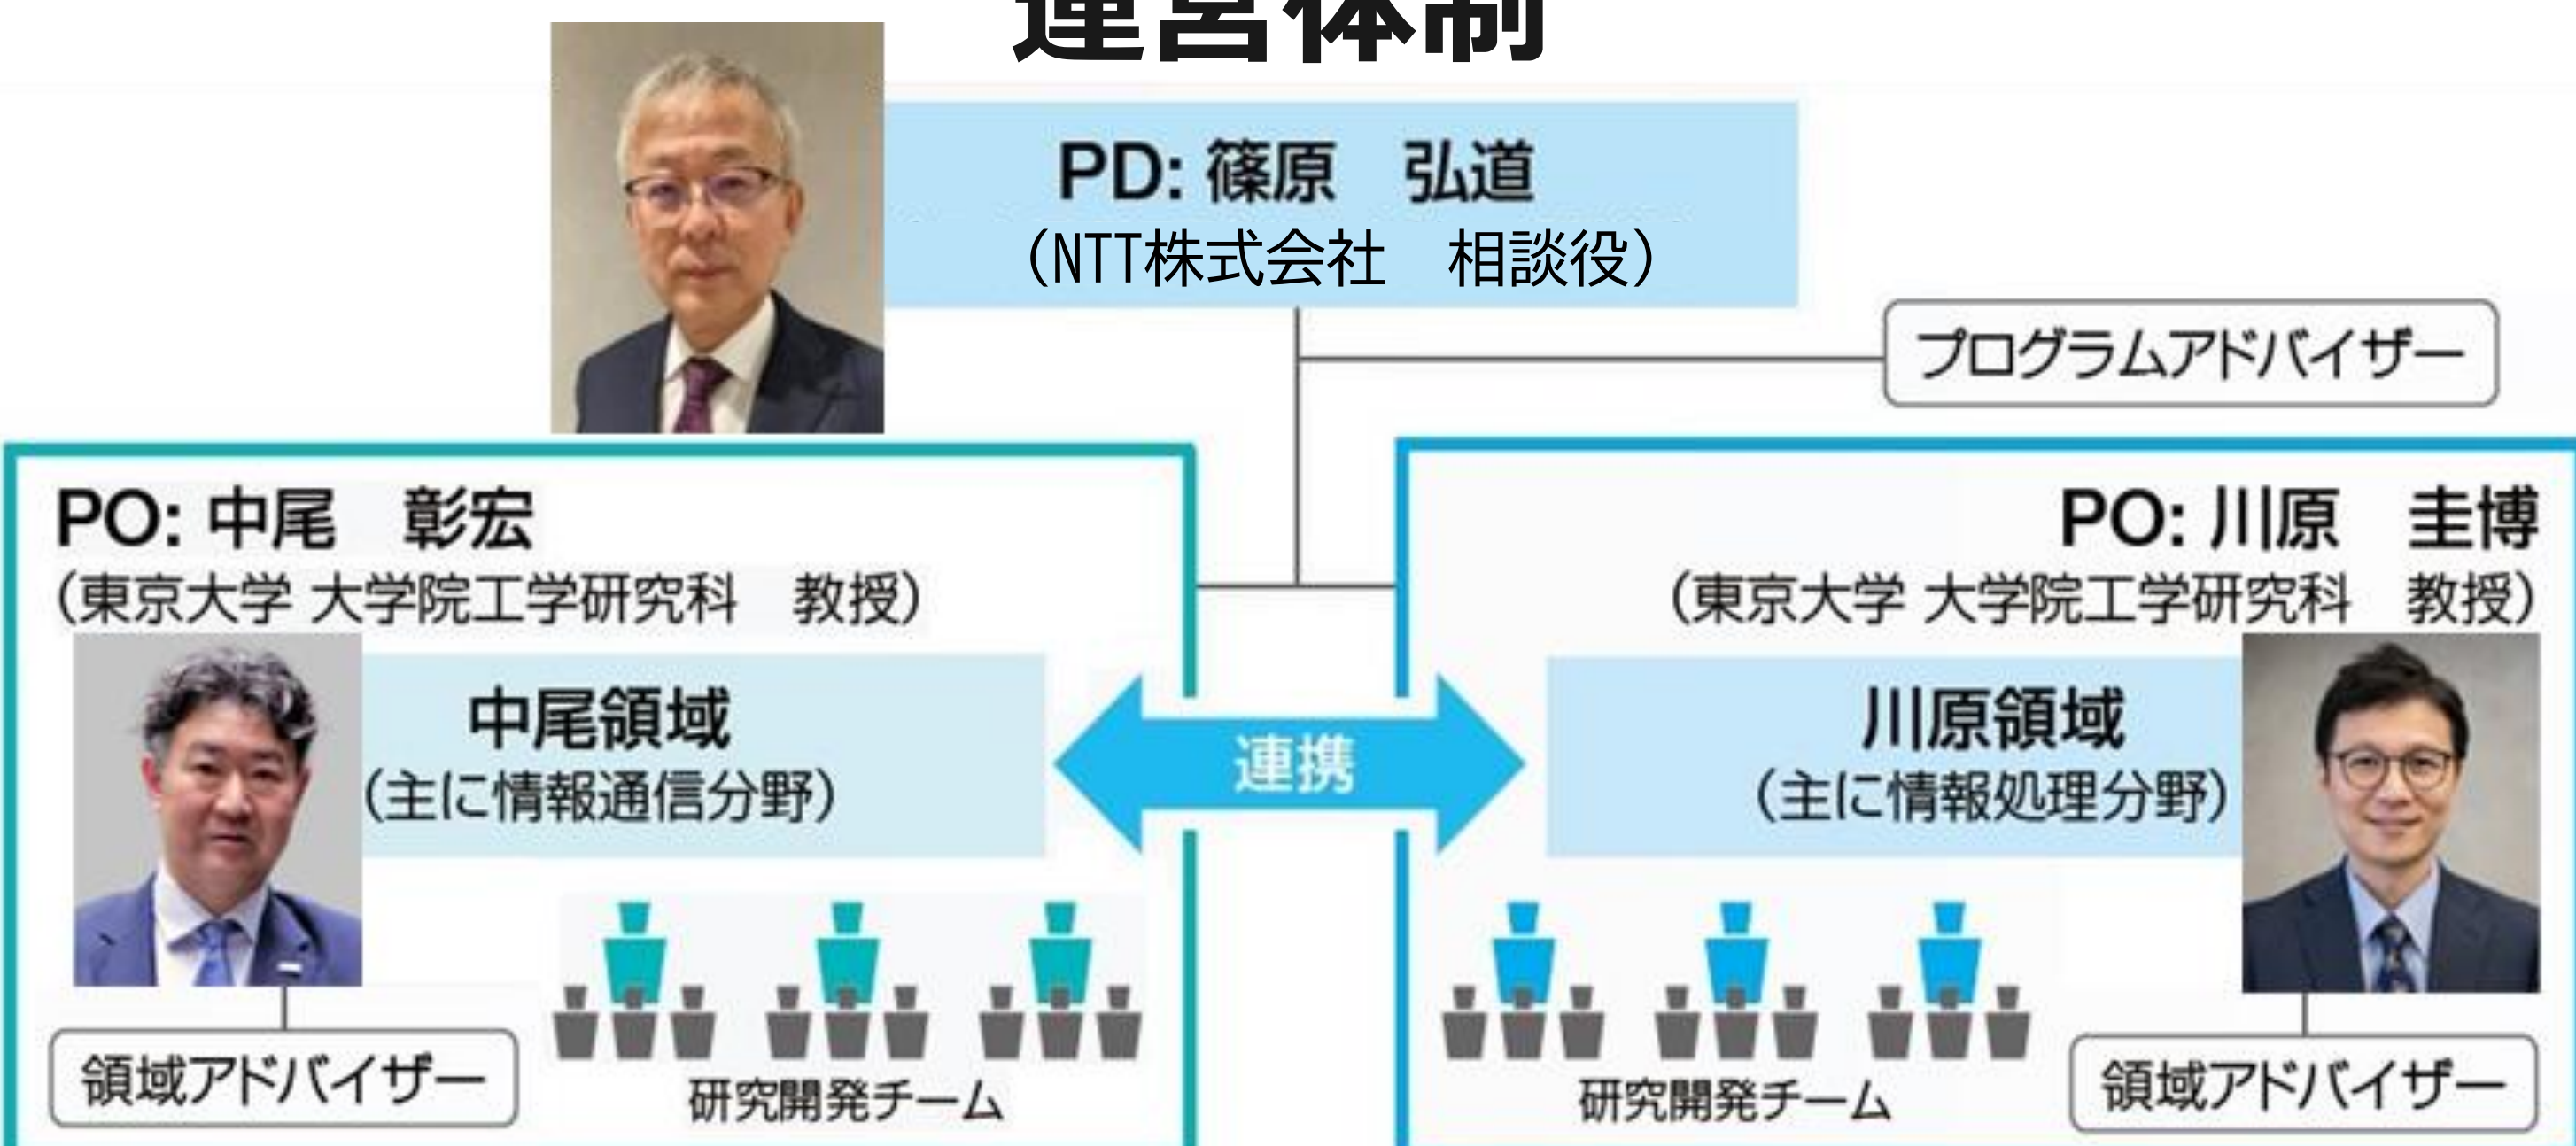 運営体制
PD: 篠原　弘道
（NTT株式会社　相談役）
プログラムアドバイザー
PO: 中尾　彰宏
（東京大学 大学院工学研究科　教授）
中尾領域
（主に情報通信分野）
領域アドバイザー
研究開発チーム
連携
PO: 川原　圭博
（東京大学 大学院工学研究科　教授）
川原領域
（主に情報処理分野）
研究開発チーム
領域アドバイザー